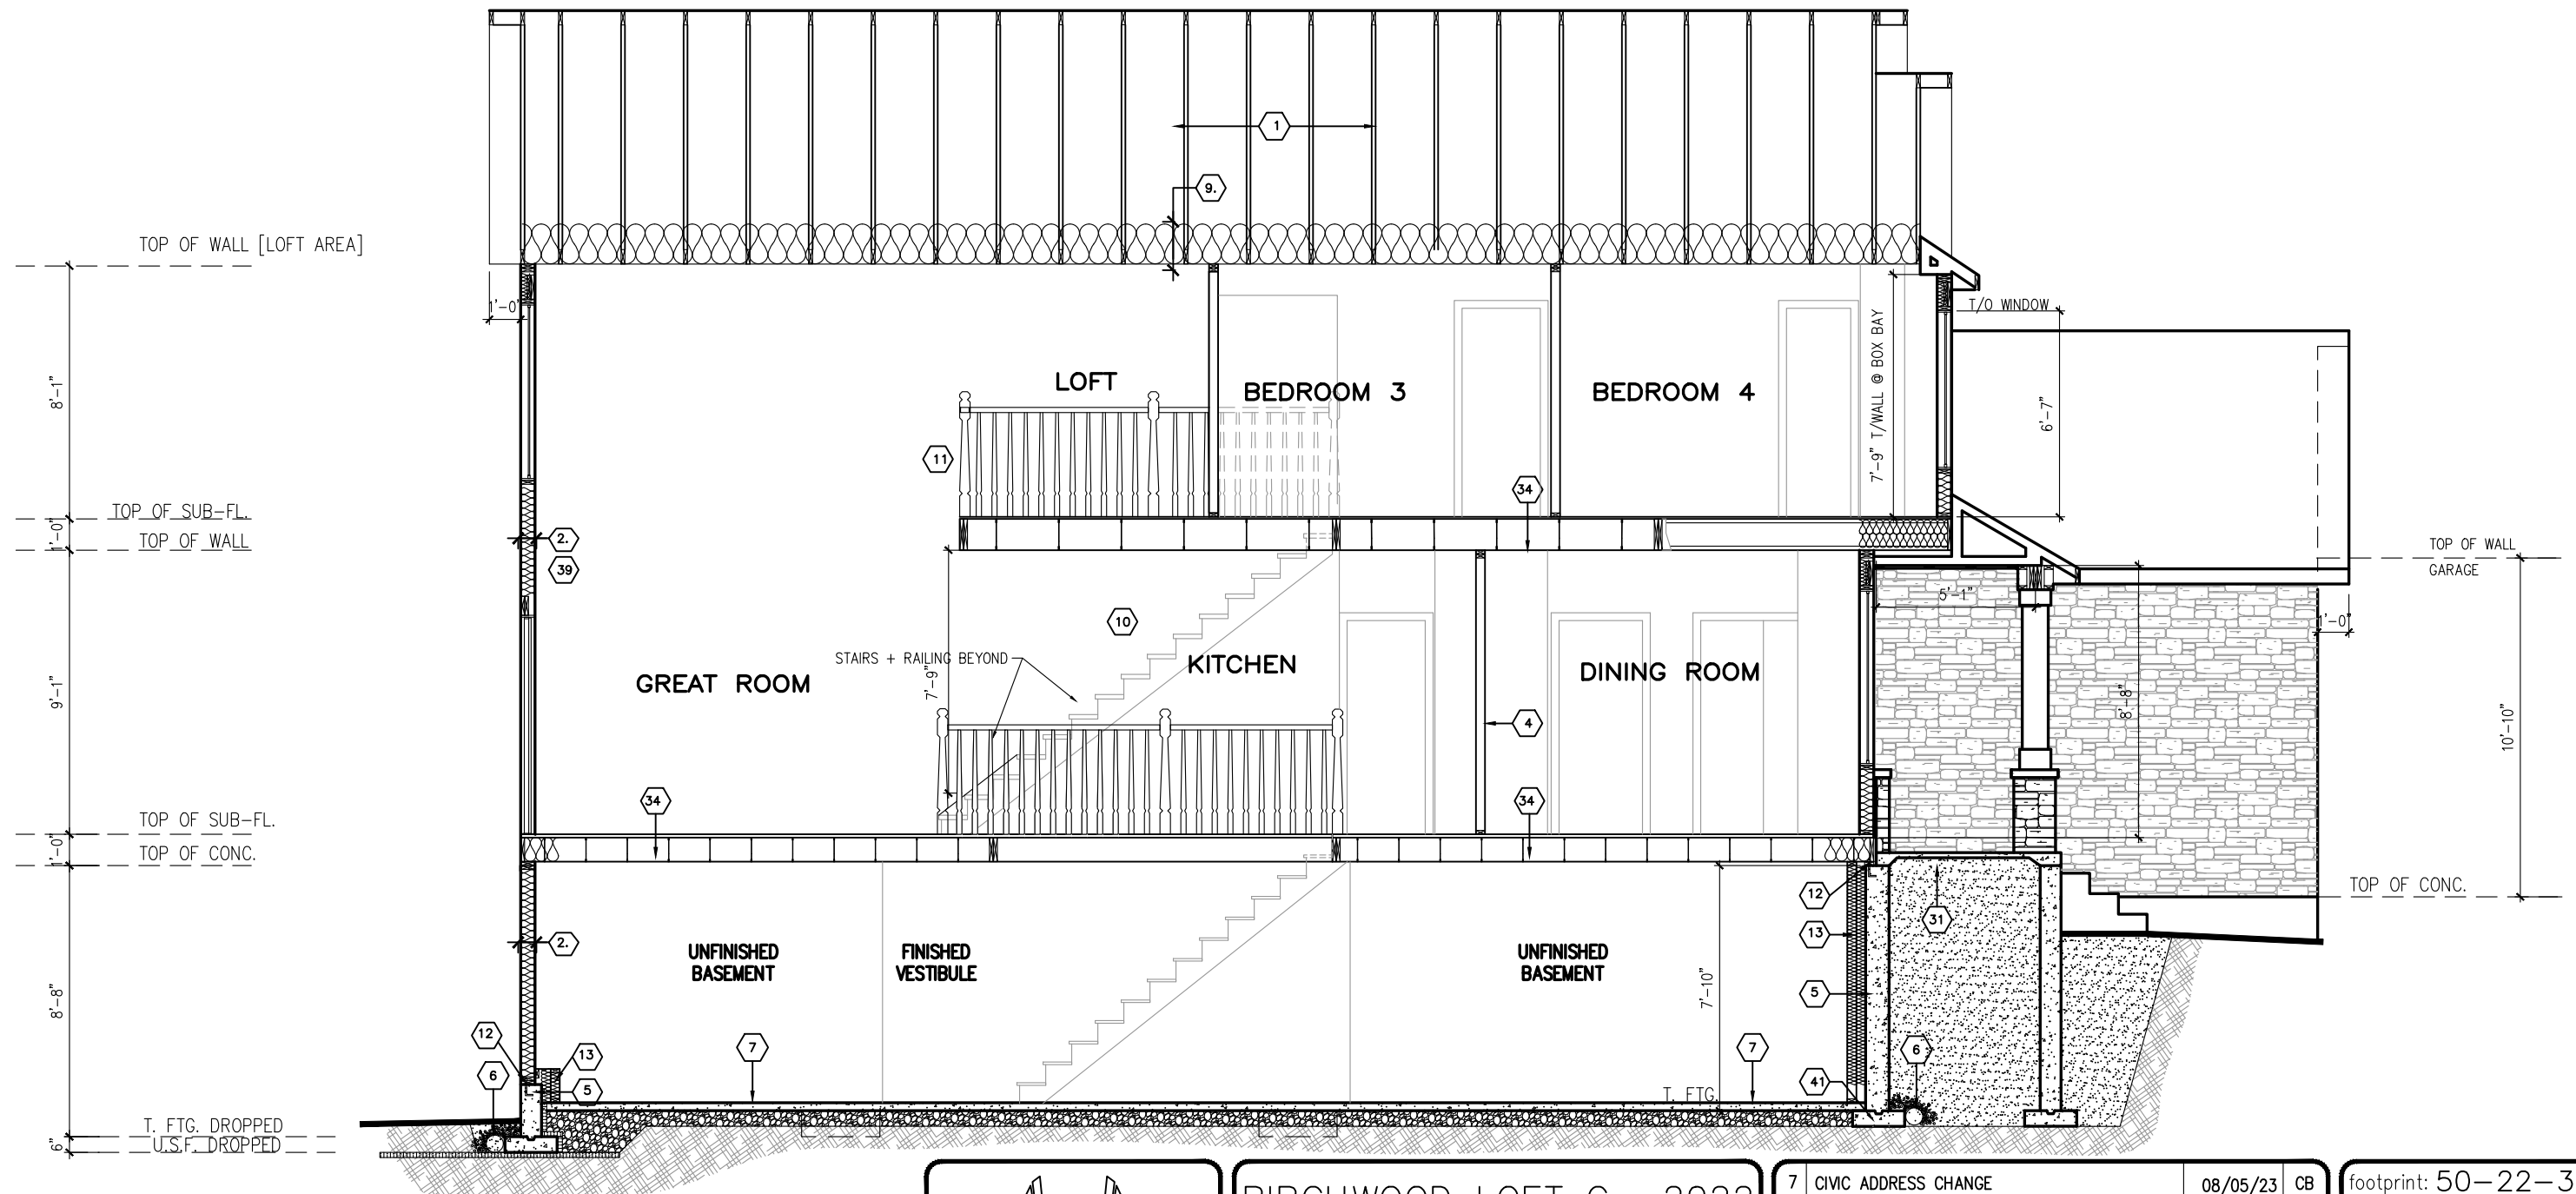 1
9.
TOP OF WALL [LOFT AREA]
1'-0"
T/O WINDOW
8'-1"
LOFT
BEDROOM 3
BEDROOM 4
7'-9" T/WALL @ BOX BAY
6'-7"
11
34
TOP OF SUB-FL.
1'-0"
TOP OF WALL
2.
39
TOP OF WALL
GARAGE
5'-1"
1'-0"
10
STAIRS + RAILING BEYOND
KITCHEN
GREAT ROOM
DINING ROOM
7'-9"
9'-1"
4
8'-8"
10'-10"
34
34
TOP OF SUB-FL.
1'-0"
TOP OF CONC.
TOP OF CONC.
12
31
13
2.
UNFINISHED
BASEMENT
FINISHED
VESTIBULE
UNFINISHED
BASEMENT
7'-10"
5
8'-8"
12
13
7
7
6
6
5
41
T. FTG.
T. FTG. DROPPED
U.S.F. DROPPED
6"
BIRCHWOOD LOFT C - 2022
7 CIVIC ADDRESS CHANGE 08/05/23 CB
footprint: 50-22-3